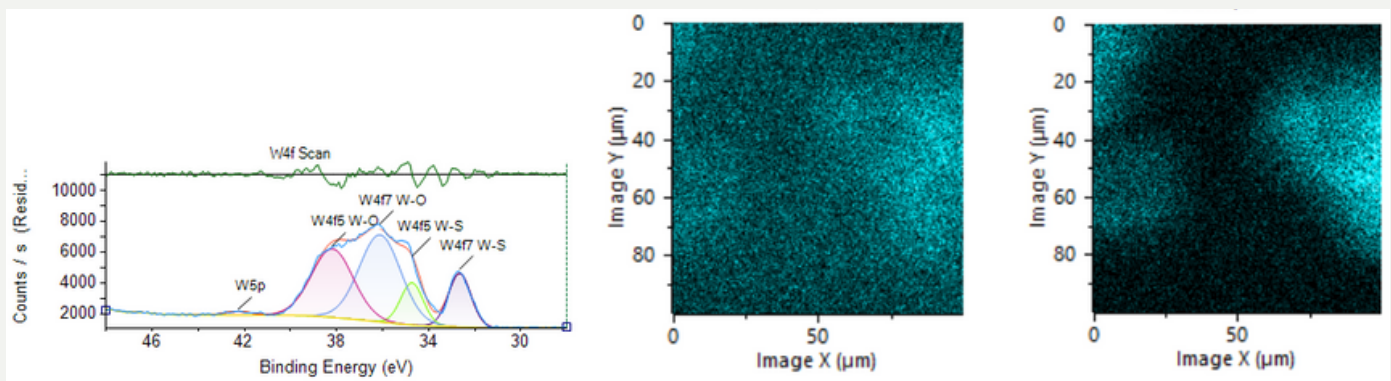 W4f Scan
Counts / s (Resid...
10000
8000
6000
4000
2000
W4f7 W-O
W4f5 W-O
W4f5 W-S
W4f7 W-S
W5p
46
42
38
34
30
Binding Energy (eV)
Image Y (µm)
0
20
40
60
80
0
50
Image X (µm)
Image Y (µm)
0
20
40
60
80
0
50
Image X (µm)